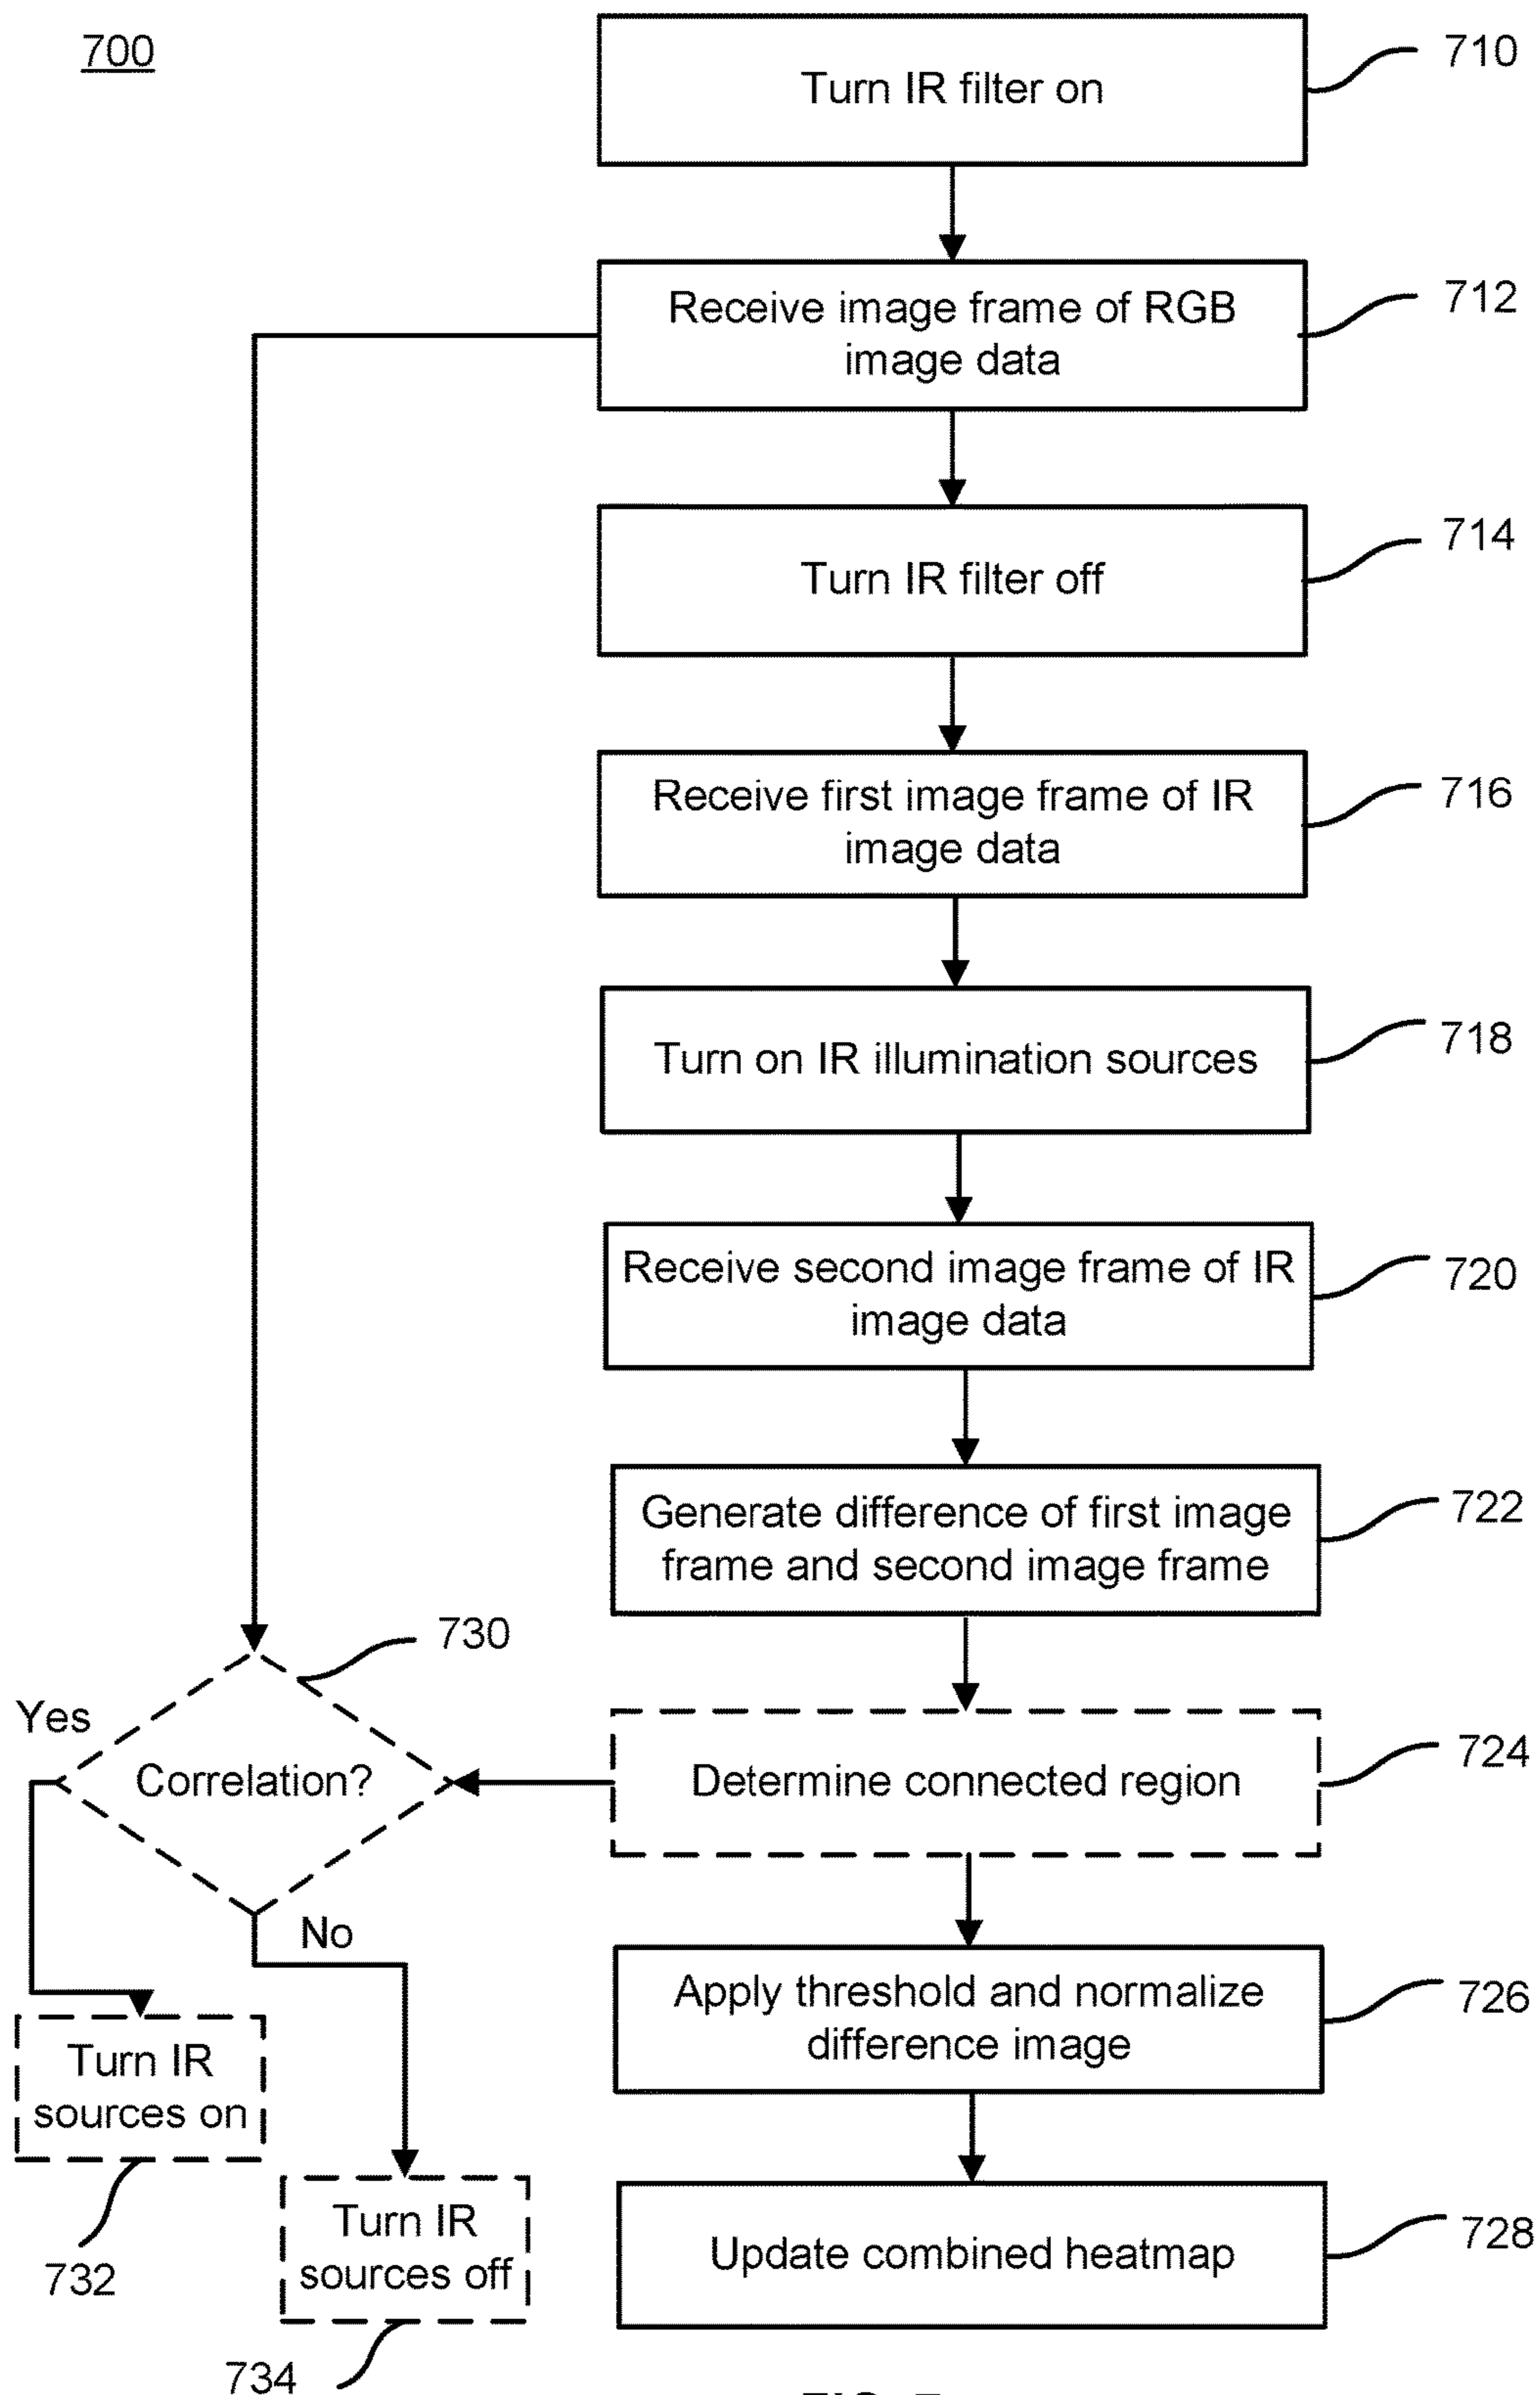 700
Turn IR filter on
710
Receive image frame of RGB
image data
712
Turn IR filter off
714
Receive first image frame of IR
image data
716
Turn on IR illumination sources
718
Receive second image frame of IR
image data
720
Generate difference of first image
frame and second image frame
722
730
Yes
Correlation?
No
Determine connected region
724
Apply threshold and normalize
difference image
726
Turn IR
sources on
732
Turn IR
sources off
734
Update combined heatmap
728